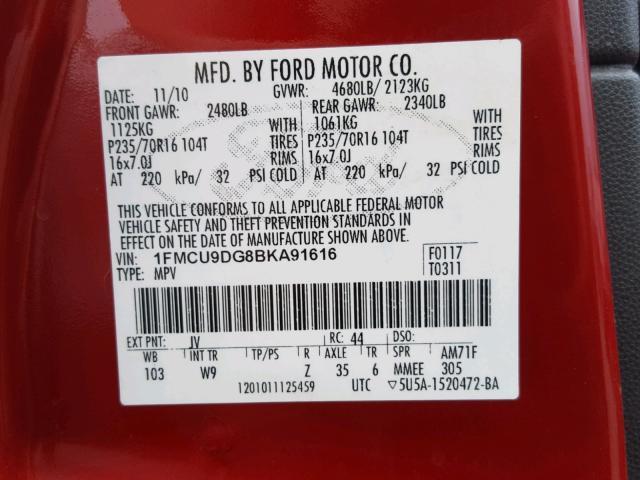 MFD. BY FORD MOTOR CO.
DATE: 11/10 GVWR: 4680LB/ 2123KG
FRONT GAWR: 2480LB REAR GAWR: 2340LB
1125KG WITH 1061KG WITH
P235/70R16 104T TIRES P235/70R16 104T TIRES
16x7.0J RIMS 16x7.0J RIMS
AT 220 kPa/ 32 PSI COLD AT 220 kPa/ 32 PSI COLD
THIS VEHICLE CONFORMS TO ALL APPLICABLE FEDERAL MOTOR
VEHICLE SAFETY AND THEFT PREVENTION STANDARDS IN
EFFECT ON THE DATE OF MANUFACTURE SHOWN ABOVE.
VIN: 1FMCU9DG8BKA91616 F0117
TYPE: MPV T0311
EXT PNT: JV RC: 44 DSO:
WB INT TR TP/PS R AXLE TR SPR AM71F
103 W9 Z 35 6 MMEE 305
1201011125459 UTC ▽5U5A-1520472-BA